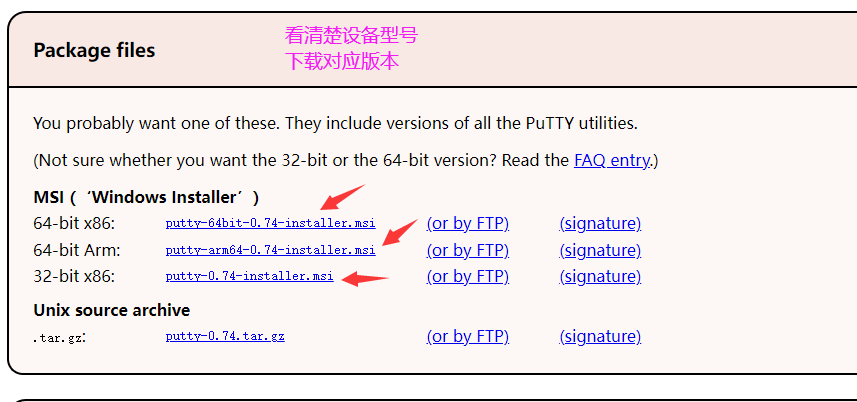 Package files
看清楚设备型号
下载对应版本
You probably want one of these. They include versions of all the PuTTY utilities.
(Not sure whether you want the 32-bit or the 64-bit version? Read the FAQ entry.)
MSI (‘Windows Installer’)
64-bit x86: putty-64bit-0.74-installer.msi (or by FTP) (signature)
64-bit Arm: putty-arm64-0.74-installer.msi (or by FTP) (signature)
32-bit x86: putty-0.74-installer.msi (or by FTP) (signature)
Unix source archive
.tar.gz: putty-0.74.tar.gz (or by FTP) (signature)